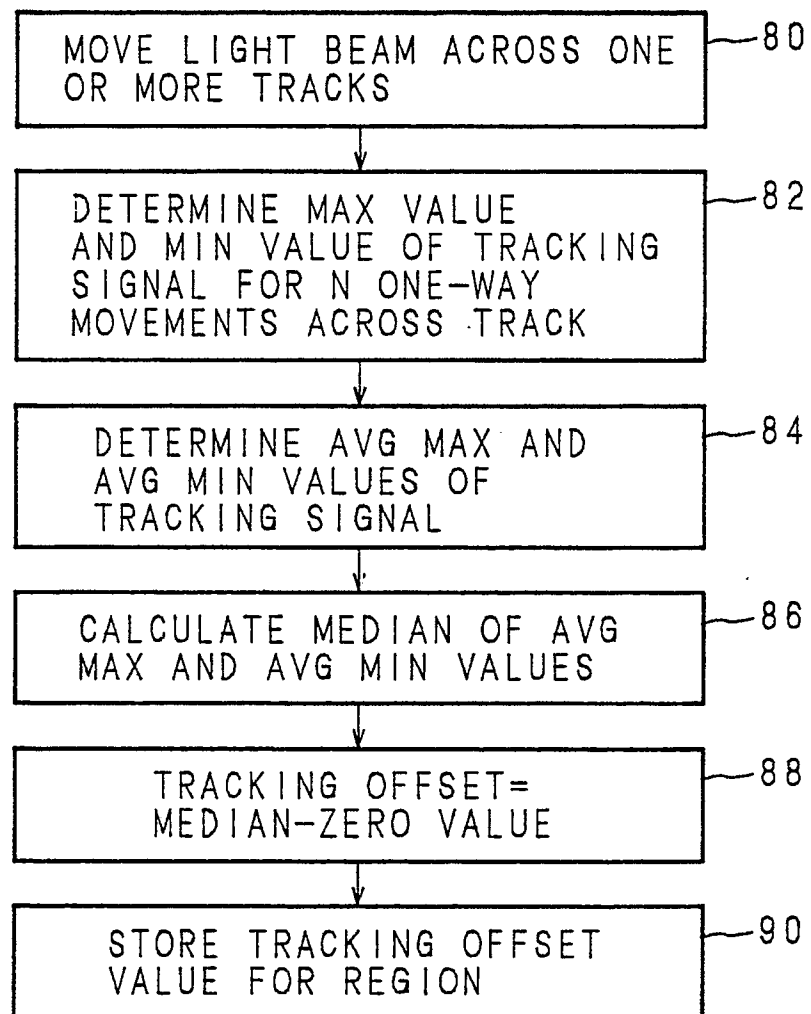 MOVE LIGHT BEAM ACROSS ONE
OR MORE TRACKS
80
DETERMINE MAX VALUE
AND MIN VALUE OF TRACKING
SIGNAL FOR N ONE-WAY
MOVEMENTS ACROSS TRACK
82
DETERMINE AVG MAX AND
AVG MIN VALUES OF
TRACKING SIGNAL
84
CALCULATE MEDIAN OF AVG
MAX AND AVG MIN VALUES
86
TRACKING OFFSET=
MEDIAN-ZERO VALUE
88
STORE TRACKING OFFSET
VALUE FOR REGION
90